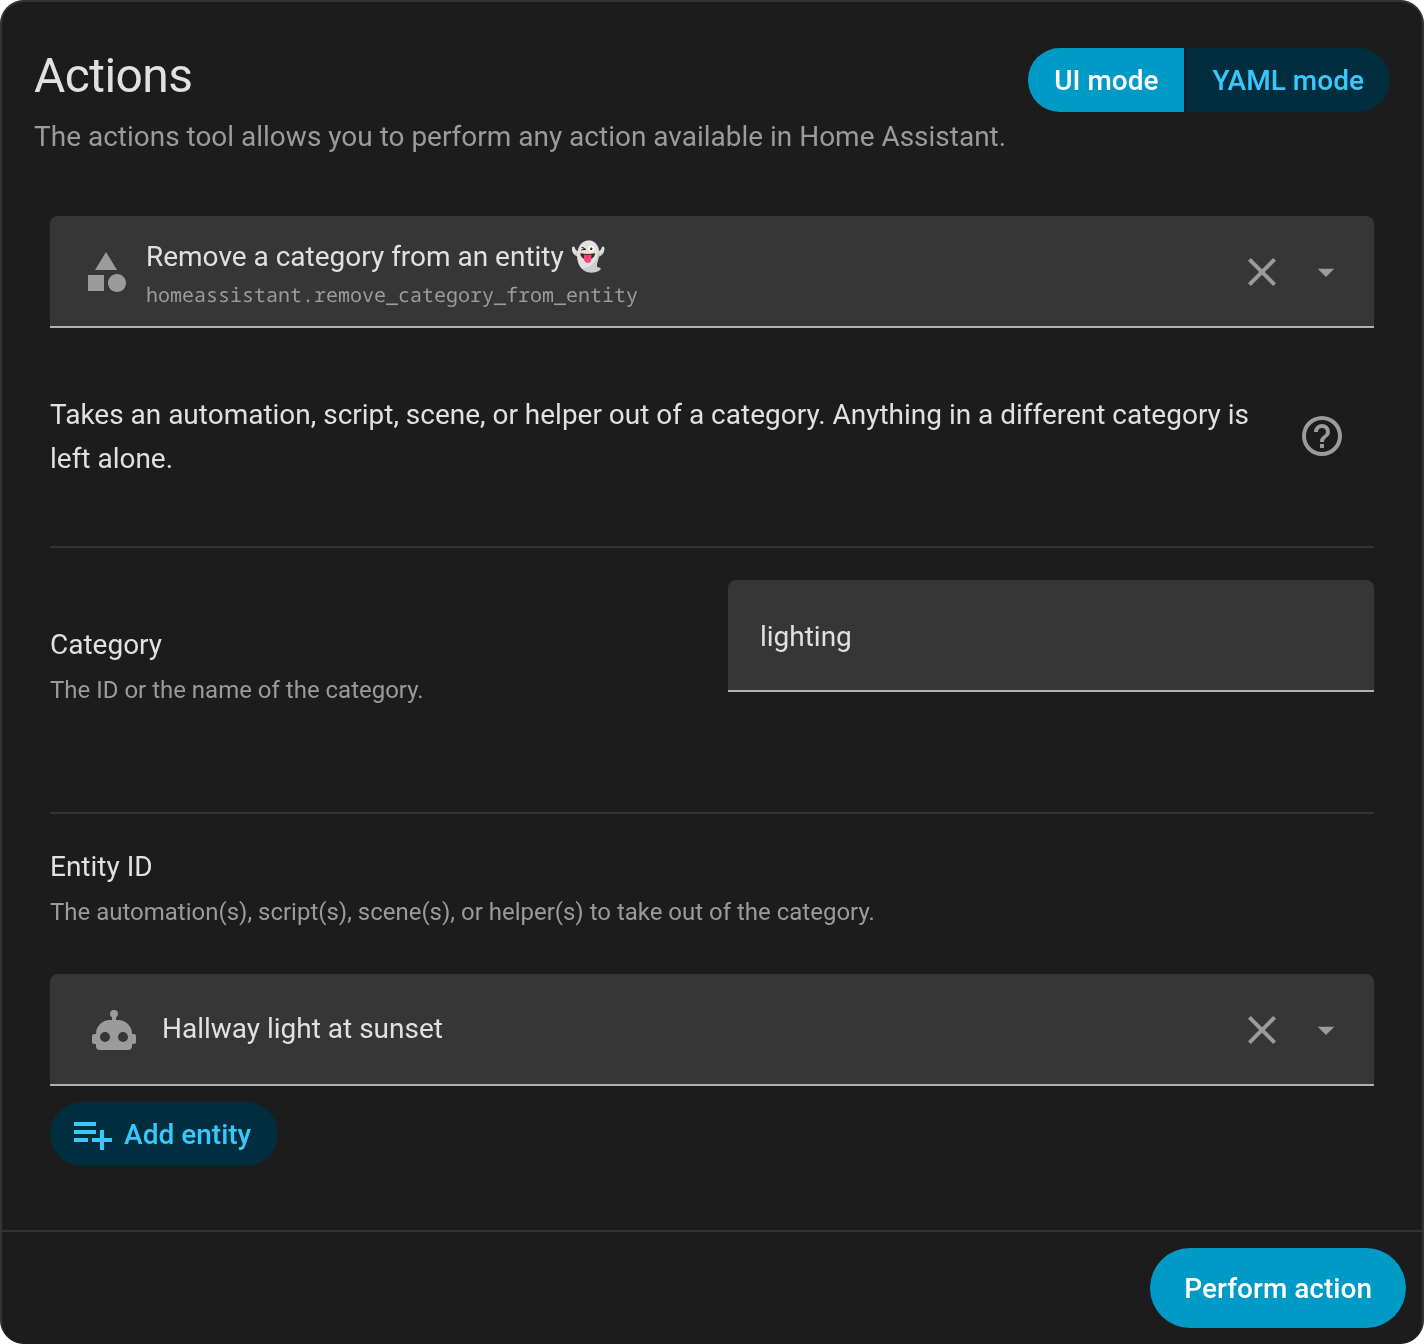 Actions
UI mode
YAML mode
The actions tool allows you to perform any action available in Home Assistant.
Remove a category from an entity 👻
homeassistant.remove_category_from_entity
Takes an automation, script, scene, or helper out of a category. Anything in a different category is
left alone.
Category
The ID or the name of the category.
lighting
Entity ID
The automation(s), script(s), scene(s), or helper(s) to take out of the category.
Hallway light at sunset
Add entity
Perform action